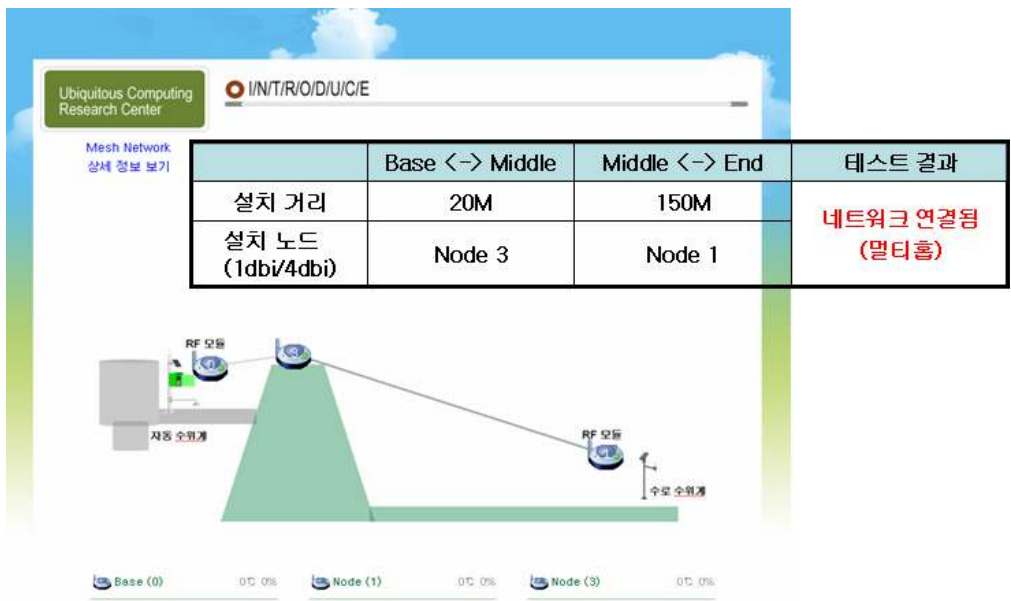 Ubiquitous Computing
Research Center
I/N/T/R/O/D/U/C/E
Mesh Network
상세 정보 보기
Base <-> Middle
Middle <-> End
테스트 결과
설치 거리
20M
150M
네트워크 연결됨
(멀티홉)
설치 노드
(1dbi/4dbi)
Node 3
Node 1
RF 모듈
자동 수위계
RF 모듈
수로 수위계
Base (0)
0℃ 0%
Node (1)
0℃ 0%
Node (3)
0℃ 0%